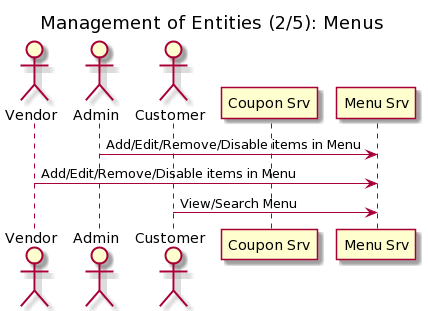 Management of Entities (2/5): Menus
Vendor Admin Customer Coupon Srv Menu Srv
Add/Edit/Remove/Disable items in Menu
Add/Edit/Remove/Disable items in Menu
View/Search Menu
Vendor Admin Customer Coupon Srv Menu Srv